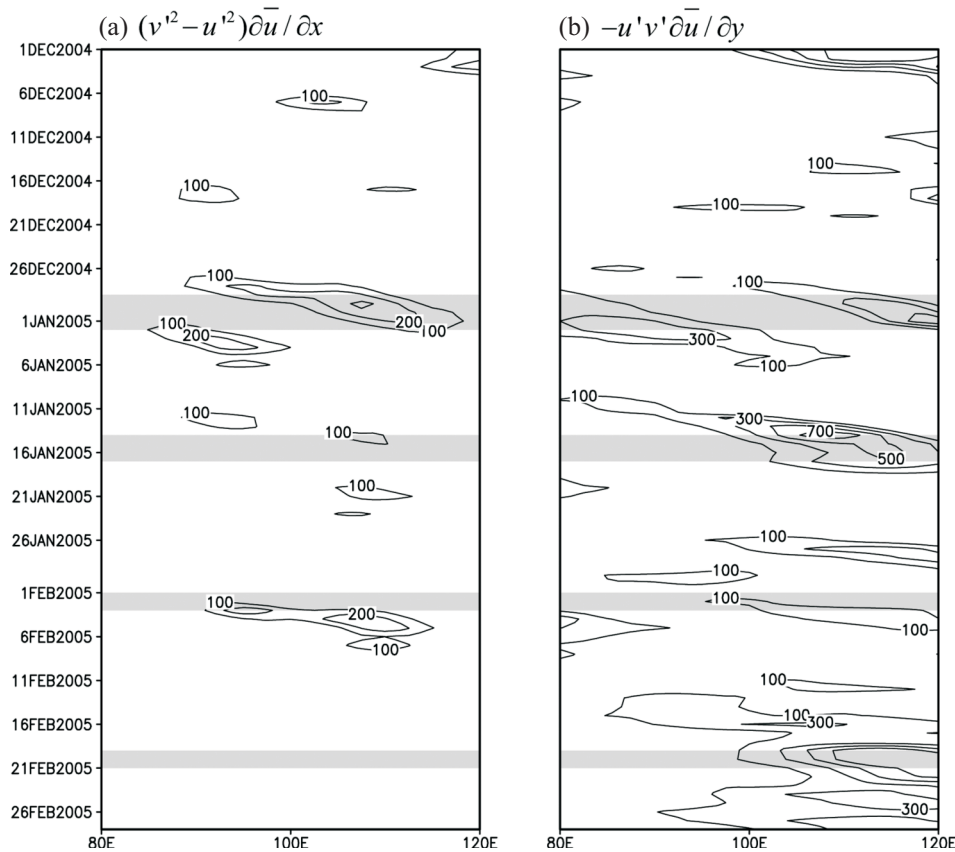 (a) (v'² − u'²)∂u̅ / ∂x
(b) −u'v'∂u̅ / ∂y
1DEC2004
6DEC2004
11DEC2004
16DEC2004
21DEC2004
26DEC2004
1JAN2005
6JAN2005
11JAN2005
16JAN2005
21JAN2005
26JAN2005
1FEB2005
6FEB2005
11FEB2005
16FEB2005
21FEB2005
26FEB2005
80E 100E 120E
100
100
100
200
100
100
200
100
100
100
100
200
100
80E 100E 120E
100
100
100
300
100
100
300
700
500
100
100
100
100
100
100
300
300